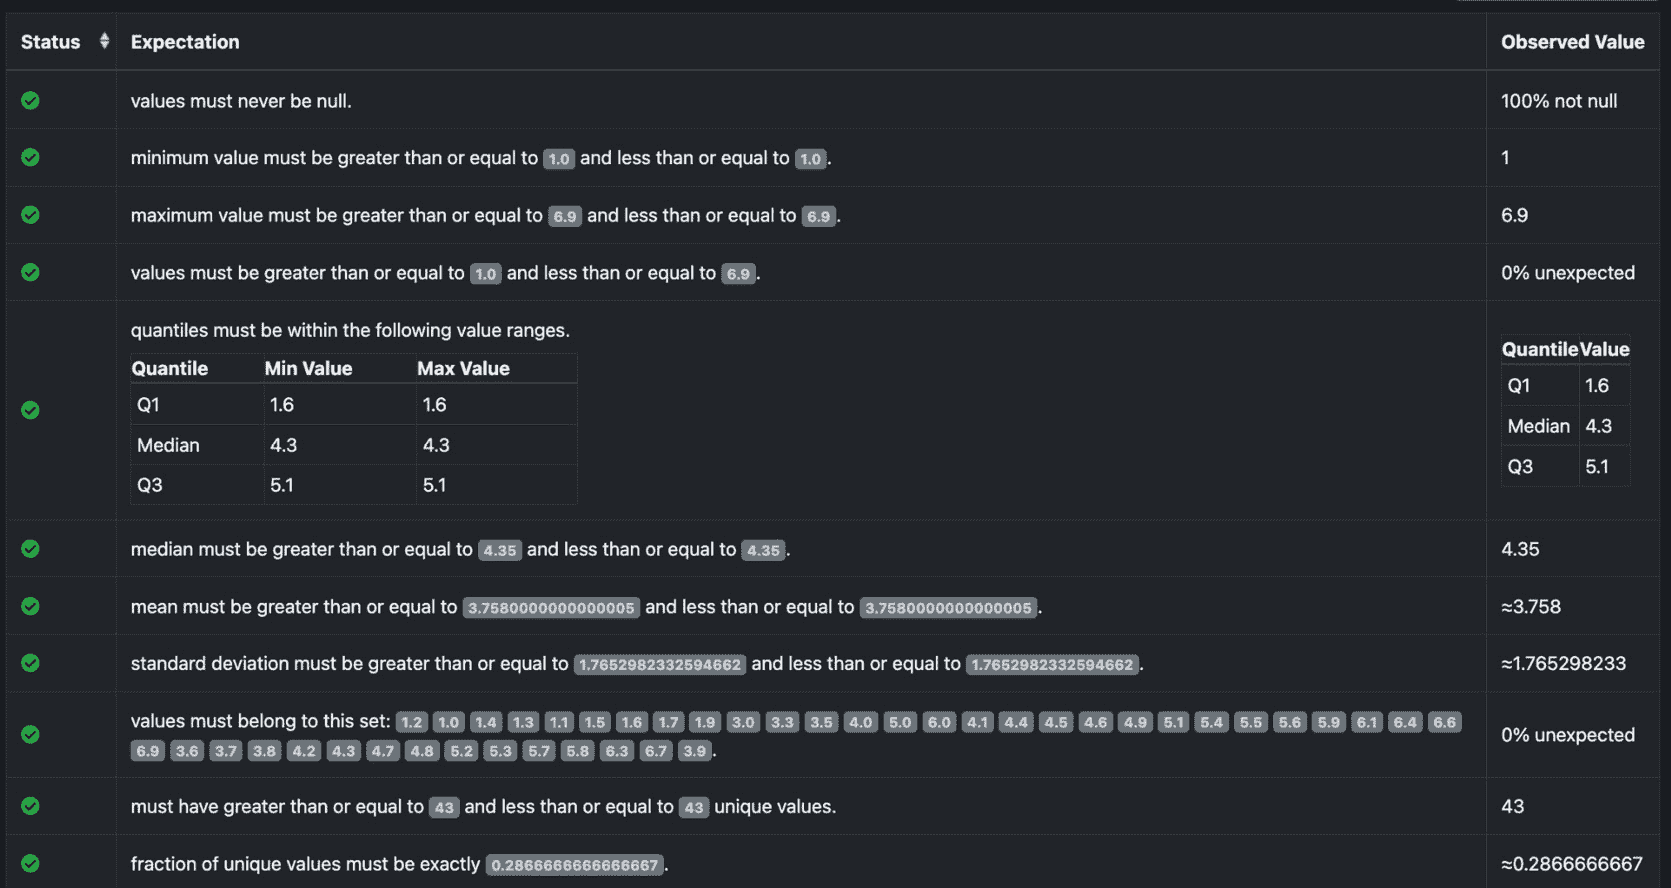 Status Expectation Observed Value
values must never be null. 100% not null
minimum value must be greater than or equal to 1.0 and less than or equal to 1.0. 1
maximum value must be greater than or equal to 6.9 and less than or equal to 6.9. 6.9
values must be greater than or equal to 1.0 and less than or equal to 6.9. 0% unexpected
quantiles must be within the following value ranges.
Quantile Min Value Max Value
Q1 1.6 1.6
Median 4.3 4.3
Q3 5.1 5.1
Quantile Value
Q1 1.6
Median 4.3
Q3 5.1
median must be greater than or equal to 4.35 and less than or equal to 4.35. 4.35
mean must be greater than or equal to 3.7580000000000005 and less than or equal to 3.7580000000000005. ≈3.758
standard deviation must be greater than or equal to 1.7652982332594662 and less than or equal to 1.7652982332594662. ≈1.765298233
values must belong to this set: 1.2 1.0 1.4 1.3 1.1 1.5 1.6 1.7 1.9 3.0 3.3 3.5 4.0 5.0 6.0 4.1 4.4 4.5 4.6 4.9 5.1 5.4 5.5 5.6 5.9 6.1 6.4 6.6
6.9 3.6 3.7 3.8 4.2 4.3 4.7 4.8 5.2 5.3 5.7 5.8 6.3 6.7 3.9. 0% unexpected
must have greater than or equal to 43 and less than or equal to 43 unique values. 43
fraction of unique values must be exactly 0.2866666666666667. ≈0.2866666667